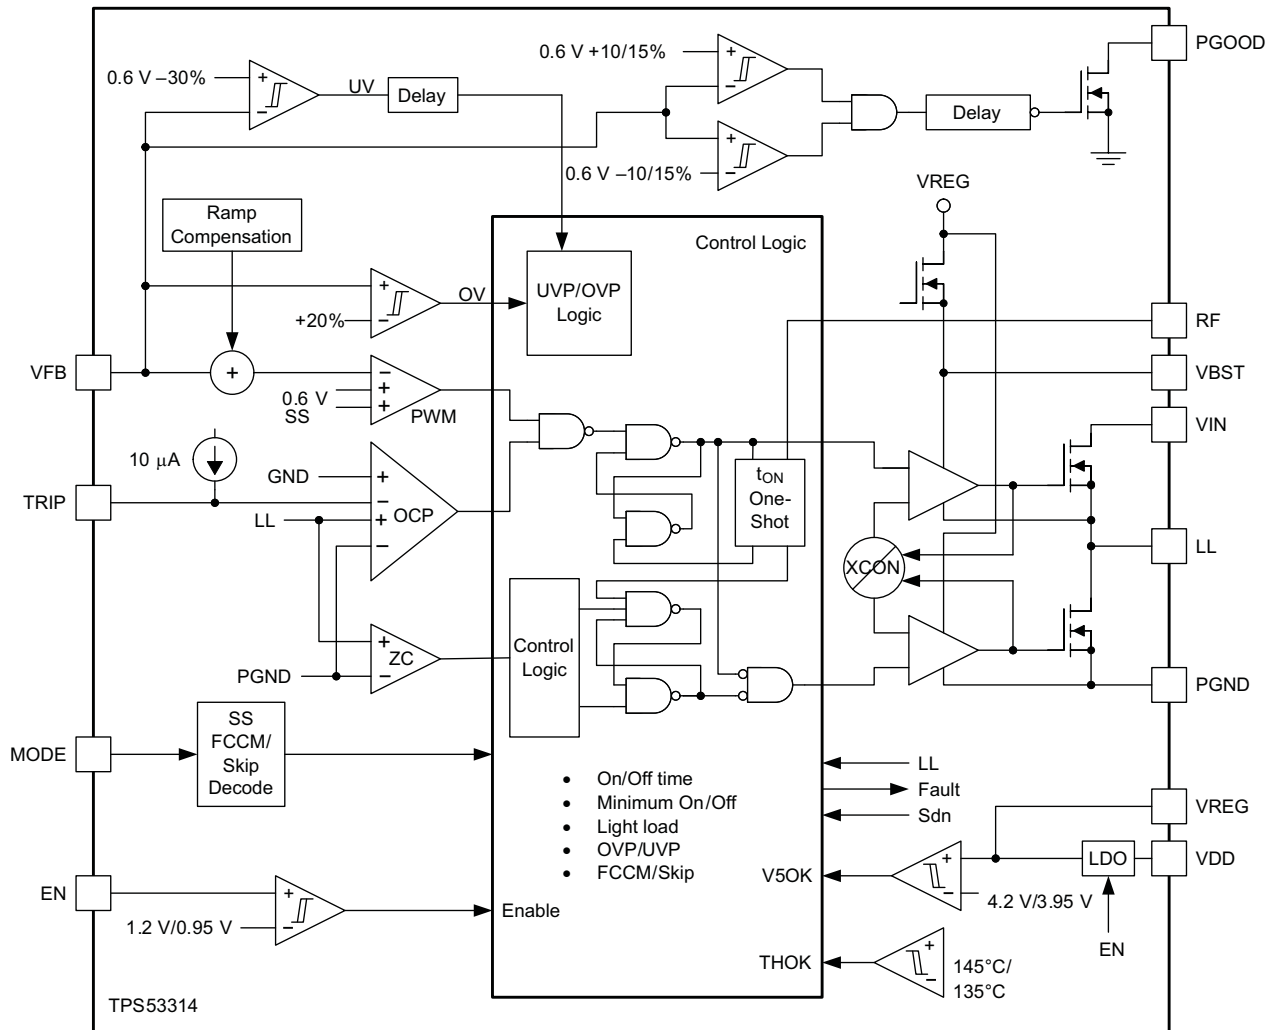 PGOOD
0.6 V +10/15%
+
−
0.6 V –30%
+
−
UV
Delay
Delay
+
−
0.6 V –10/15%
VREG
Ramp
Compensation
Control Logic
UVP/OVP
Logic
+
−
OV
+20%
RF
VFB
+
−
+
+
0.6 V
SS
PWM
VBST
VIN
10 μA
GND
+
−
+
−
OCP
TRIP
LL
tON
One-
Shot
XCON
LL
Control
Logic
+
−
ZC
PGND
PGND
MODE
SS
FCCM/
Skip
Decode
• On/Off time
• Minimum On/Off
• Light load
• OVP/UVP
• FCCM/Skip
LL
Fault
Sdn
VREG
VDD
LDO
+
−
V5OK
4.2 V/3.95 V
EN
EN
+
−
1.2 V/0.95 V
Enable
THOK
+
−
145°C/
135°C
TPS53314